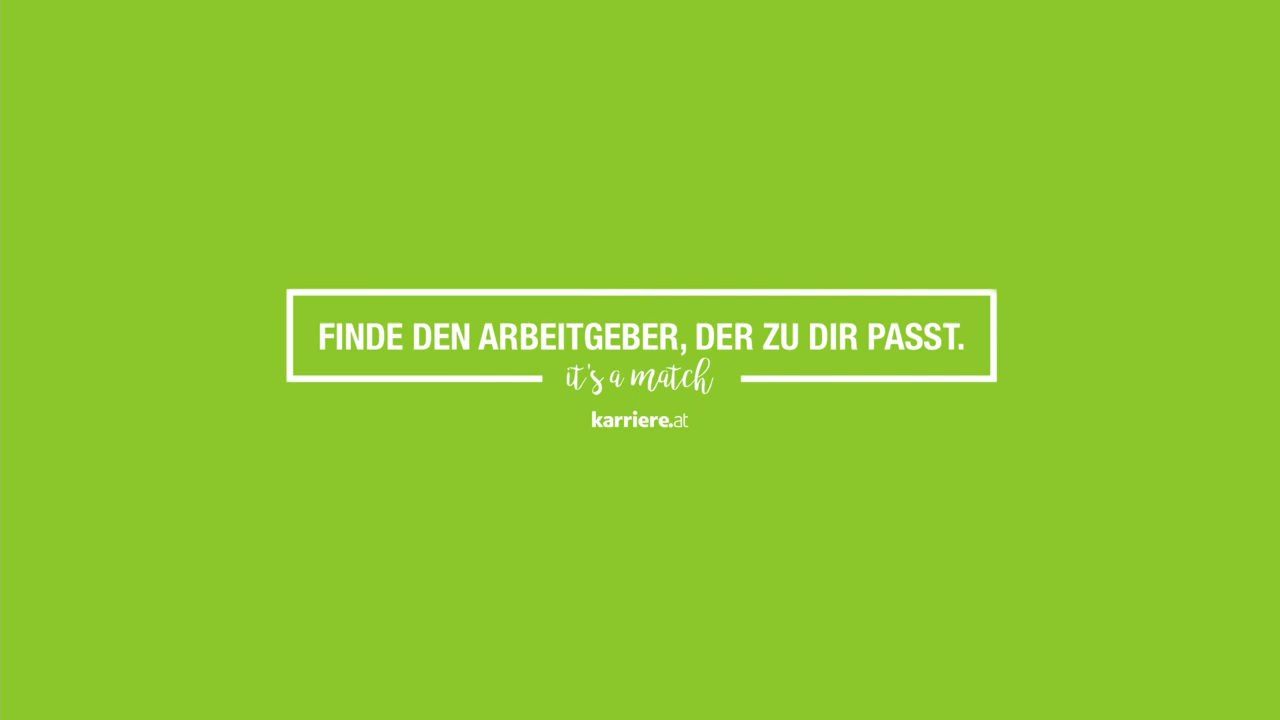 FINDE DEN ARBEITGEBER, DER ZU DIR PASST.
it's a match
karriere.at